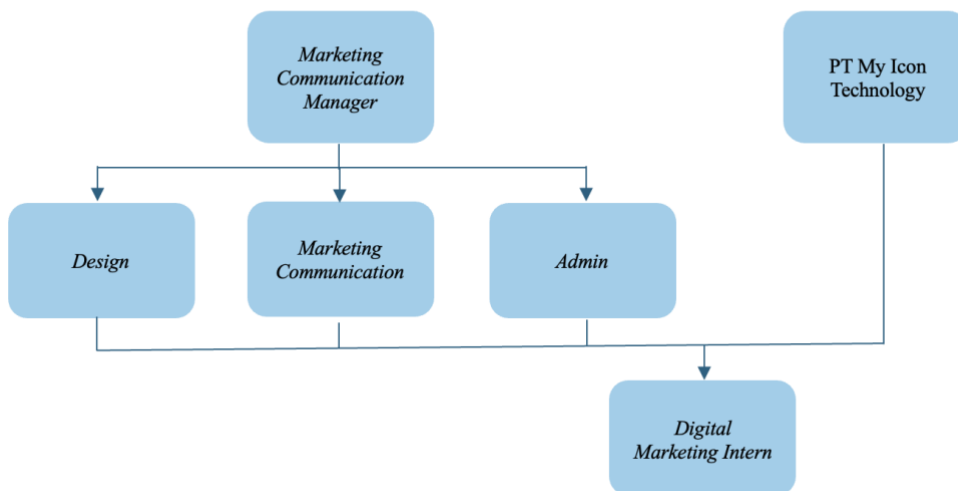 Marketing
Communication
Manager
PT My Icon
Technology
Design
Marketing
Communication
Admin
Digital
Marketing Intern